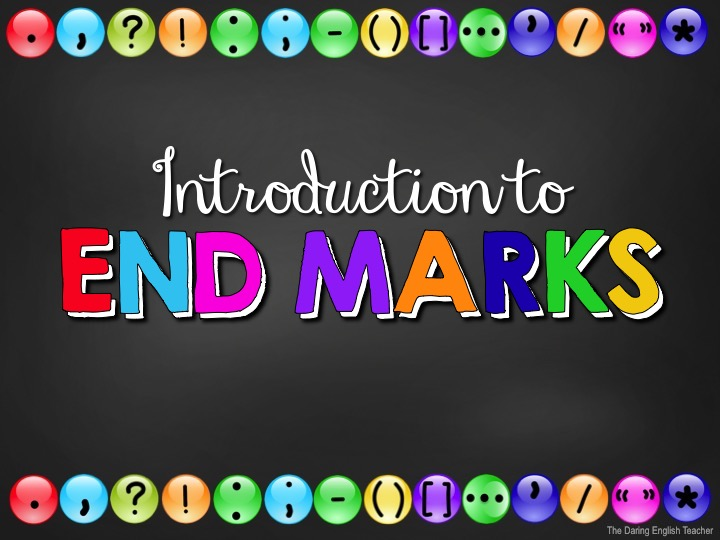 . , ? ! : ; - ( ) [ ] ... ' / “ ” *
Introduction to
END MARKS
. , ? ! : ; - ( ) [ ] ... ' / “ ” *
The Daring English Teacher